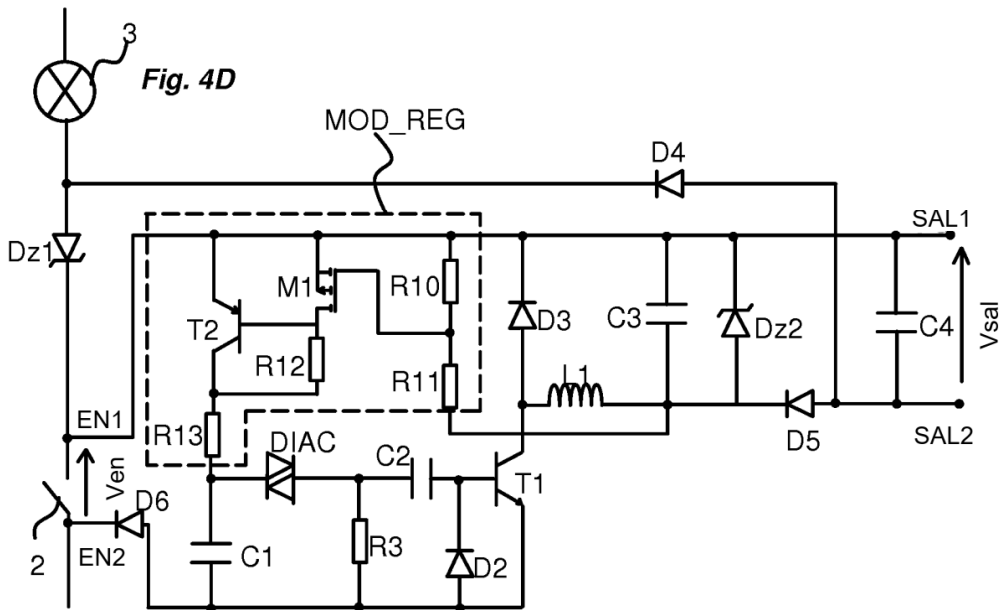 3
Fig. 4D
MOD_REG
D4
SAL1
Dz1
M1
R10
T2
R12
D3
C3
Dz2
C4
Vsal
R11
L1
EN1
R13
DIAC
C2
D5
SAL2
Ven
D6
T1
2
EN2
C1
R3
D2